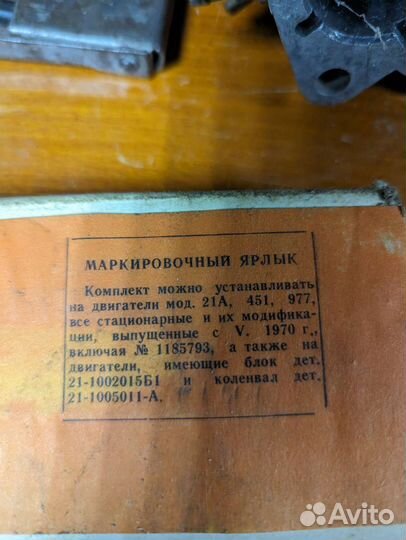 МАРКИРОВОЧНЫЙ ЯРЛЫК
Комплект можно устанавливать
на двигатели мод. 21А, 451, 977,
все стационарные и их модифика-
ции, выпущенные с V. 1970 г.,
включая № 1185793, а также на
двигатели, имеющие блок дет.
21-1002015Б1 и коленвал дет.
21-1005011-А.
Avito